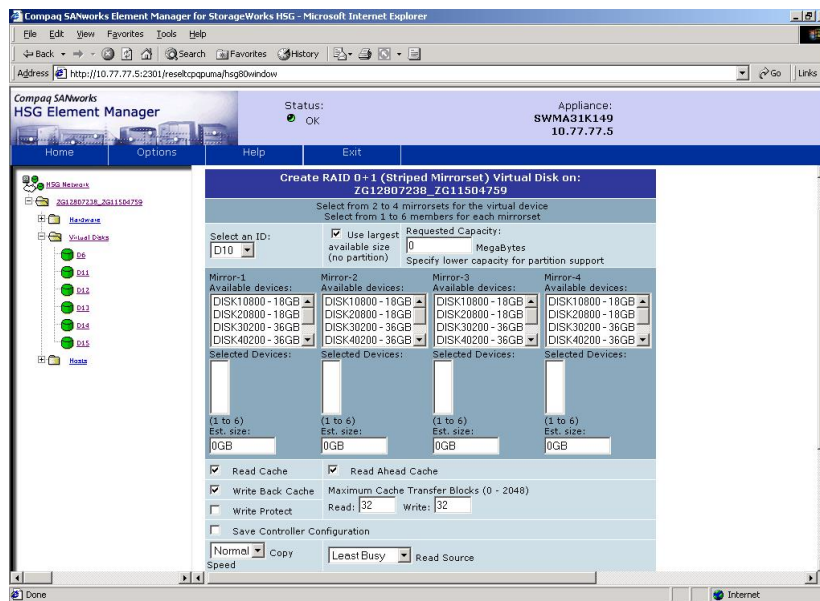 Compaq SANworks Element Manager for StorageWorks HSG - Microsoft Internet Explorer
File Edit View Favorites Tools Help
Back Search Favorites History
Address http://10.77.77.5:2301/reseltcpqpuma/hsg80window Go Links
Compaq SANworks
HSG Element Manager
Status:
OK
Appliance:
SWMA31K149
10.77.77.5
Home Options Help Exit
HSG Network
ZG12807238_ZG11504759
Hardware
Virtual Disks
D6
D11
D12
D13
D14
D15
Hosts
Create RAID 0+1 (Striped Mirrorset) Virtual Disk on:
ZG12807238_ZG11504759
Select from 2 to 4 mirrorsets for the virtual device
Select from 1 to 6 members for each mirrorset
Select an ID:
D10
Use largest
available size
(no partition)
Requested Capacity:
0 MegaBytes
Specify lower capacity for partition support
Mirror-1 Mirror-2 Mirror-3 Mirror-4
Available devices: Available devices: Available devices: Available devices:
DISK10800 - 18GB DISK10800 - 18GB DISK10800 - 18GB DISK10800 - 18GB
DISK20800 - 18GB DISK20800 - 18GB DISK20800 - 18GB DISK20800 - 18GB
DISK30200 - 36GB DISK30200 - 36GB DISK30200 - 36GB DISK30200 - 36GB
DISK40200 - 36GB DISK40200 - 36GB DISK40200 - 36GB DISK40200 - 36GB
Selected Devices: Selected Devices: Selected Devices: Selected Devices:
(1 to 6) (1 to 6) (1 to 6) (1 to 6)
Est. size: Est. size: Est. size: Est. size:
0GB 0GB 0GB 0GB
Read Cache Read Ahead Cache
Write Back Cache Maximum Cache Transfer Blocks (0 - 2048)
Write Protect Read: 32 Write: 32
Save Controller Configuration
Normal Copy
Speed
Least Busy Read Source
Done Internet